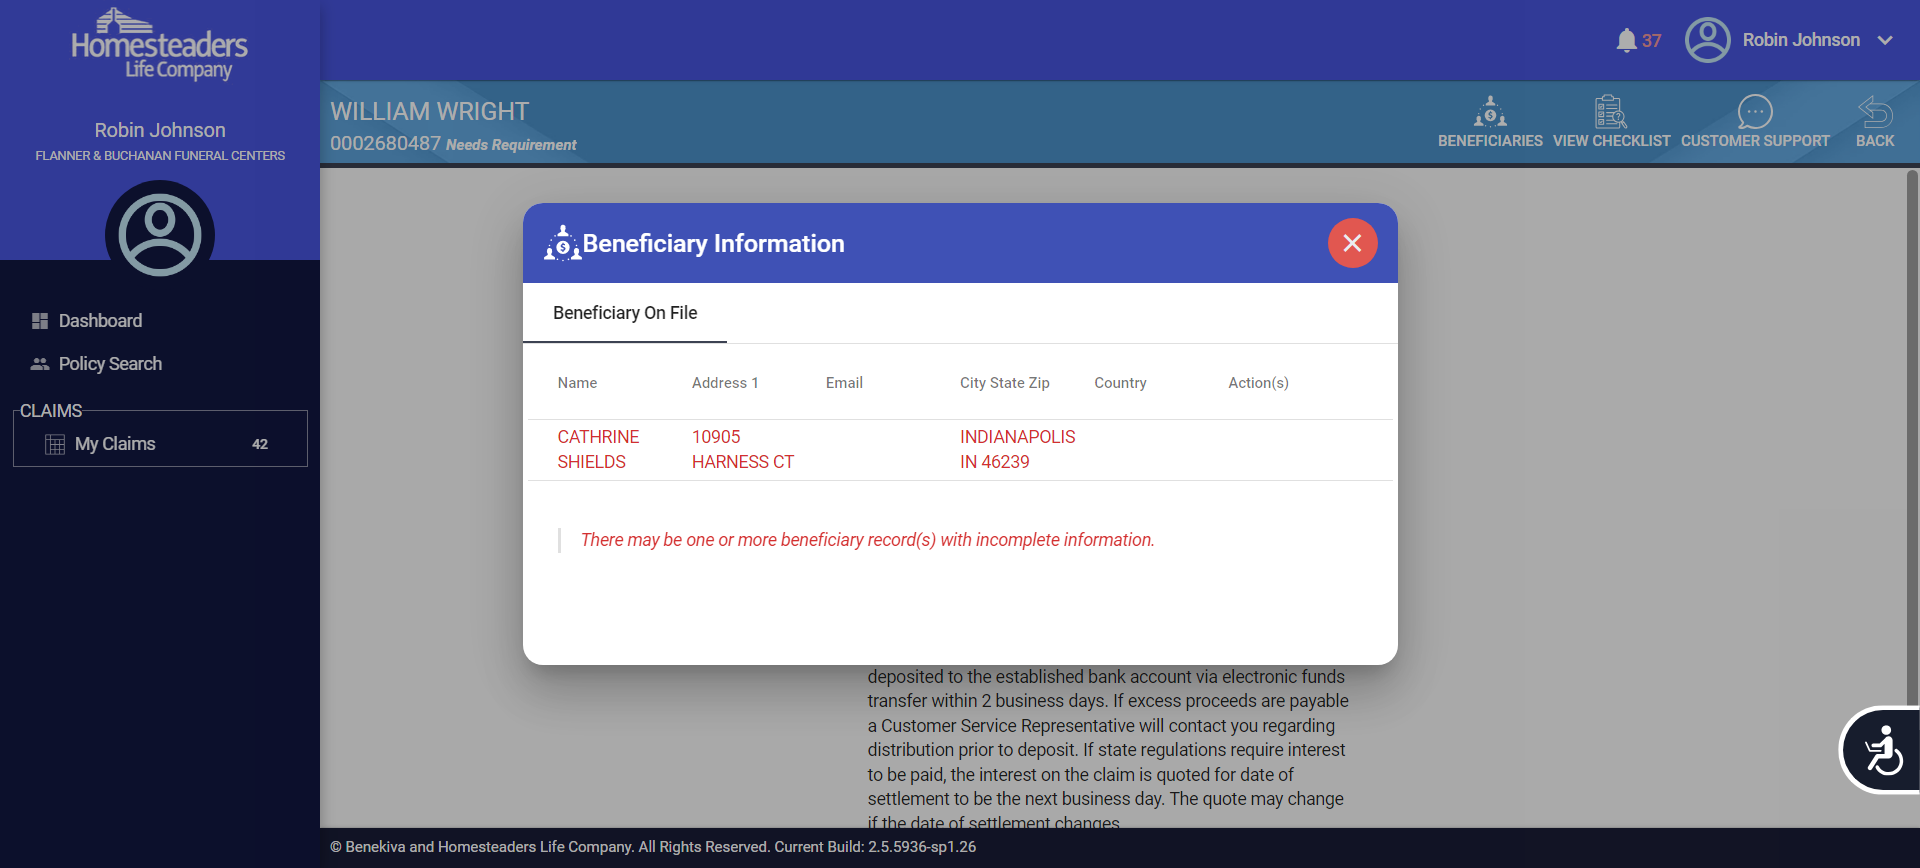 Homesteaders
Life Company
Robin Johnson
FLANNER & BUCHANAN FUNERAL CENTERS
Dashboard
Policy Search
CLAIMS
My Claims 42
37 Robin Johnson
WILLIAM WRIGHT
0002680487 Needs Requirement
BENEFICIARIES VIEW CHECKLIST CUSTOMER SUPPORT BACK
Beneficiary Information
Beneficiary On File
Name Address 1 Email City State Zip Country Action(s)
CATHRINE 10905 INDIANAPOLIS
SHIELDS HARNESS CT IN 46239
There may be one or more beneficiary record(s) with incomplete information.
deposited to the established bank account via electronic funds
transfer within 2 business days. If excess proceeds are payable
a Customer Service Representative will contact you regarding
distribution prior to deposit. If state regulations require interest
to be paid, the interest on the claim is quoted for date of
settlement to be the next business day. The quote may change
if the date of settlement changes
© Benekiva and Homesteaders Life Company. All Rights Reserved. Current Build: 2.5.5936-sp1.26